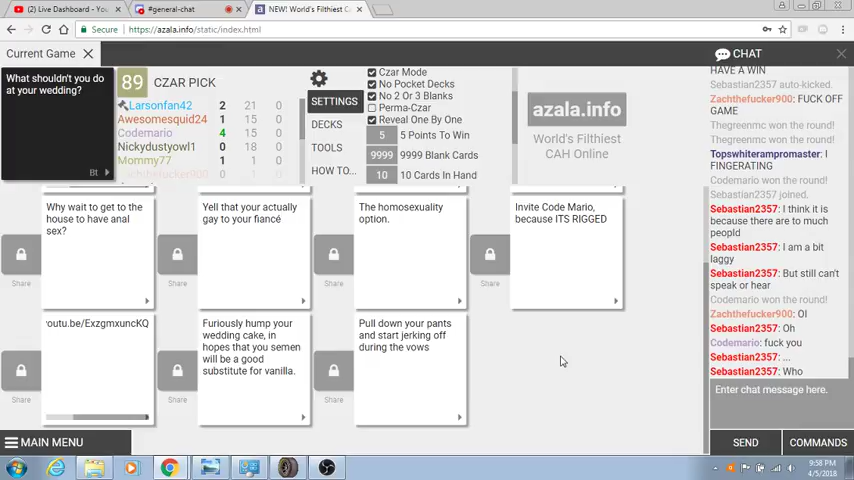 (2) Live Dashboard - You
#general-chat
NEW! World's Filthiest C
Secure
https://azala.info/static/index.html
Current Game
CHAT
What shouldn't you do
at your wedding?
Bt
89
CZAR PICK
Larsonfan42 2 21 0
Awesomesquid24 1 15 0
Codemario 4 15 0
Nickydustyowl1 0 18 0
Mommy77 1 1 0
SETTINGS
DECKS
TOOLS
HOW TO...
Czar Mode
No Pocket Decks
No 2 Or 3 Blanks
Perma-Czar
Reveal One By One
5 5 Points To Win
9999 9999 Blank Cards
10 10 Cards In Hand
azala.info
World's Filthiest
CAH Online
Why wait to get to the
house to have anal
sex?
Share
Yell that your actually
gay to your fiancé
Share
The homosexuality
option.
Share
Invite Code Mario,
because ITS RIGGED
Share
youtu.be/ExzgmxuncKQ
Share
Furiously hump your
wedding cake, in
hopes that you semen
will be a good
substitute for vanilla.
Share
Pull down your pants
and start jerking off
during the vows
HAVE A WIN
Sebastian2357 auto-kicked.
Zachthefucker900: FUCK OFF
GAME
Thegreenmc won the round!
Thegreenmc won the round!
Topswhiterampromaster: I
FINGERATING
Codemario won the round!
Sebastian2357 joined.
Sebastian2357: I think it is
because there are to much
peopld
Sebastian2357: I am a bit
laggy
Sebastian2357: But still can't
speak or hear
Codemario won the round!
Zachthefucker900: OI
Sebastian2357: Oh
Codemario: fuck you
Sebastian2357: ...
Sebastian2357: Who
Enter chat message here.
MAIN MENU
SEND
COMMANDS
9:58 PM
4/5/2018